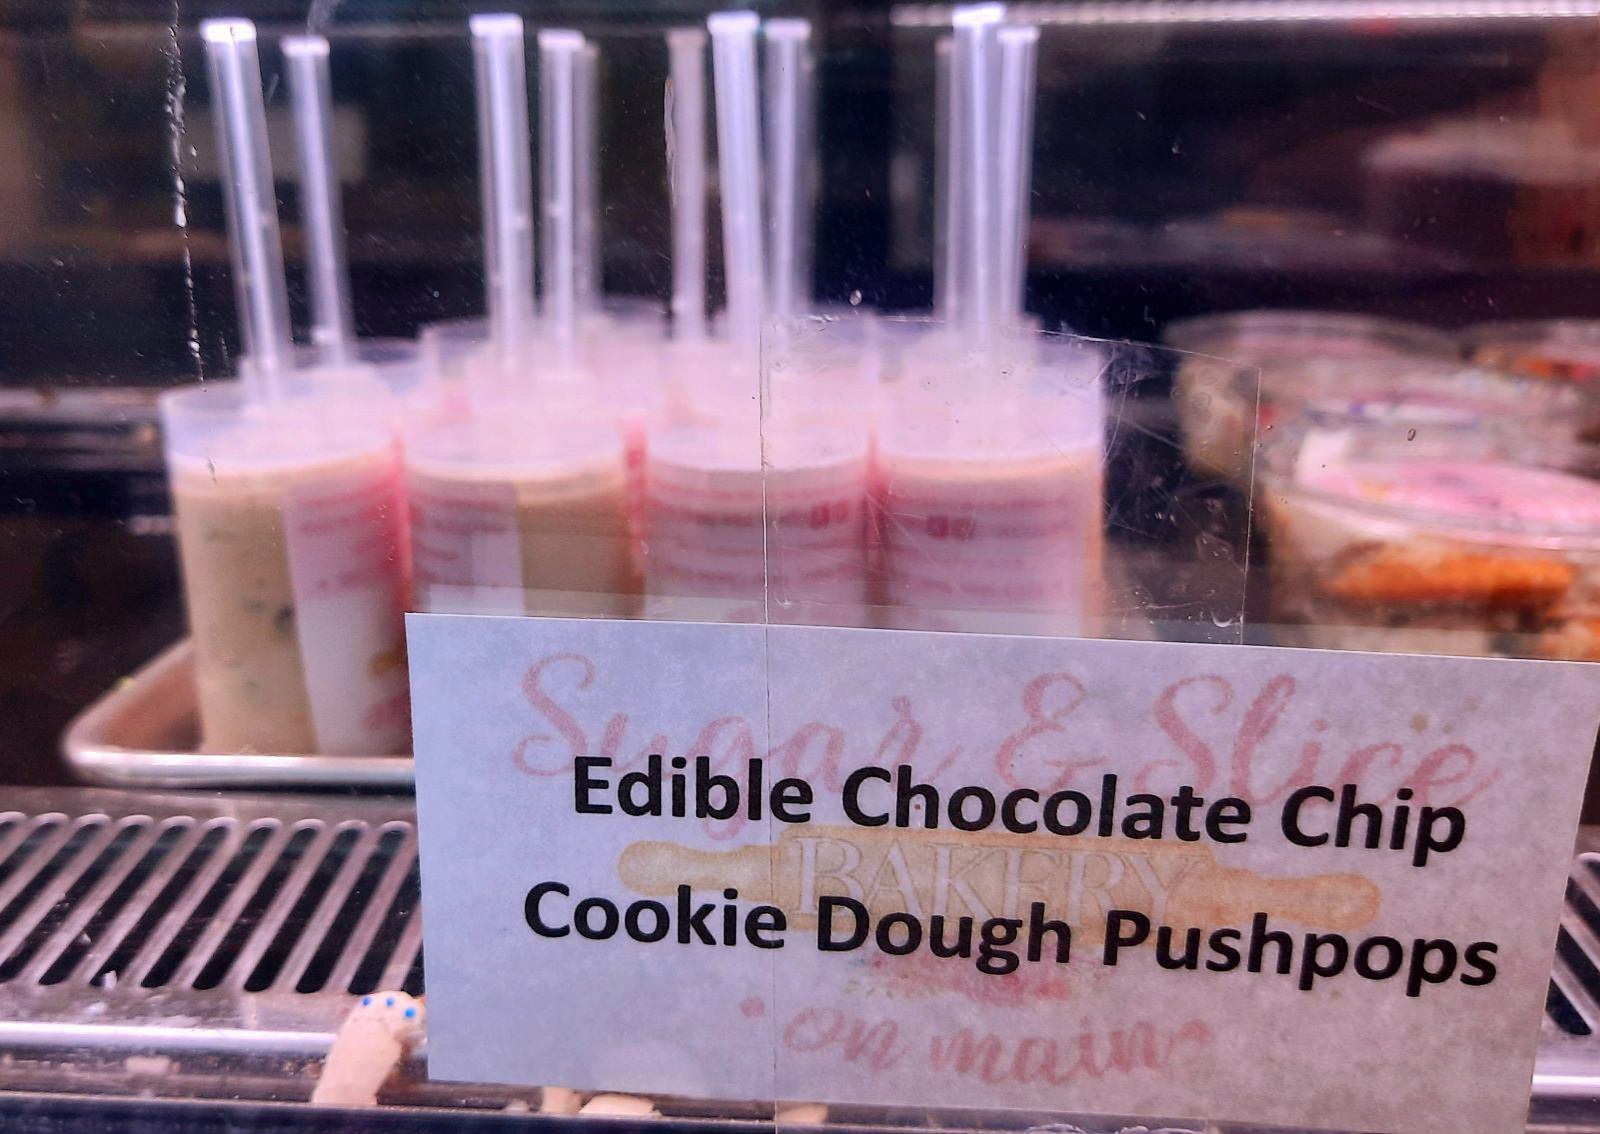 Sugar & Slice
Edible Chocolate Chip
BAKERY
Cookie Dough Pushpops
on main